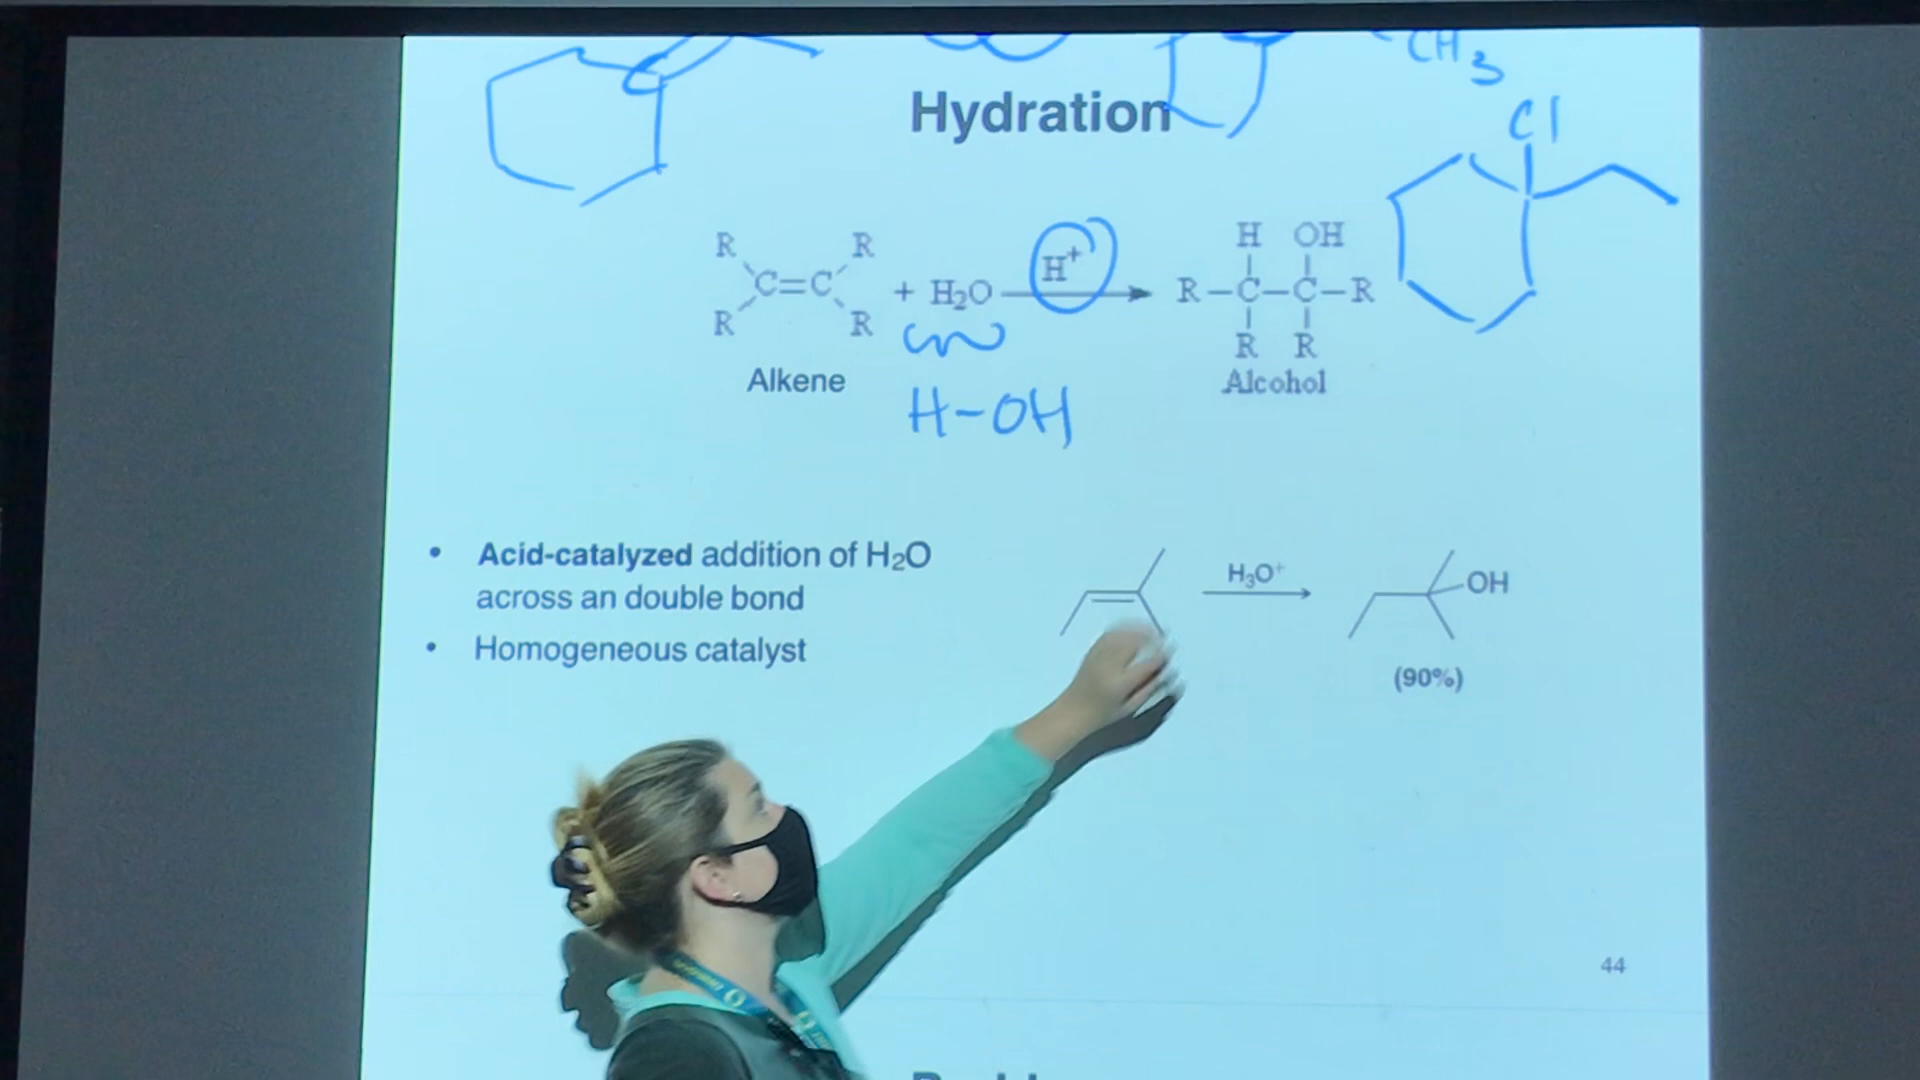 CH3
Hydration
Cl
R R
C=C
R R
+ H2O
H+
H OH
R-C-C-R
R R
Alkene
Alcohol
H-OH
• Acid-catalyzed addition of H2O
across an double bond
• Homogeneous catalyst
H3O+
OH
(90%)
44